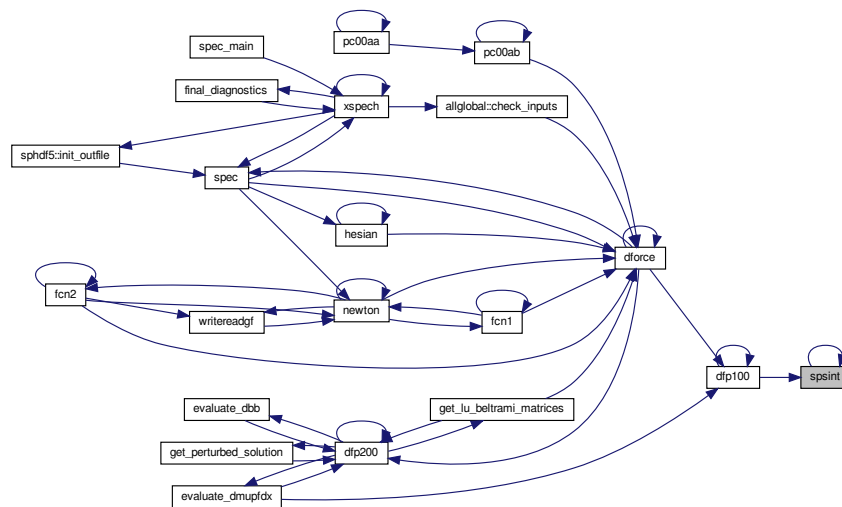 pc00aa
pc00ab
spec_main
final_diagnostics
xspech
allglobal::check_inputs
sphdf5::init_outfile
spec
hesian
dforce
fcn2
newton
writereadgf
fcn1
dfp100
spsint
evaluate_dbb
get_lu_beltrami_matrices
get_perturbed_solution
dfp200
evaluate_dmupfdx